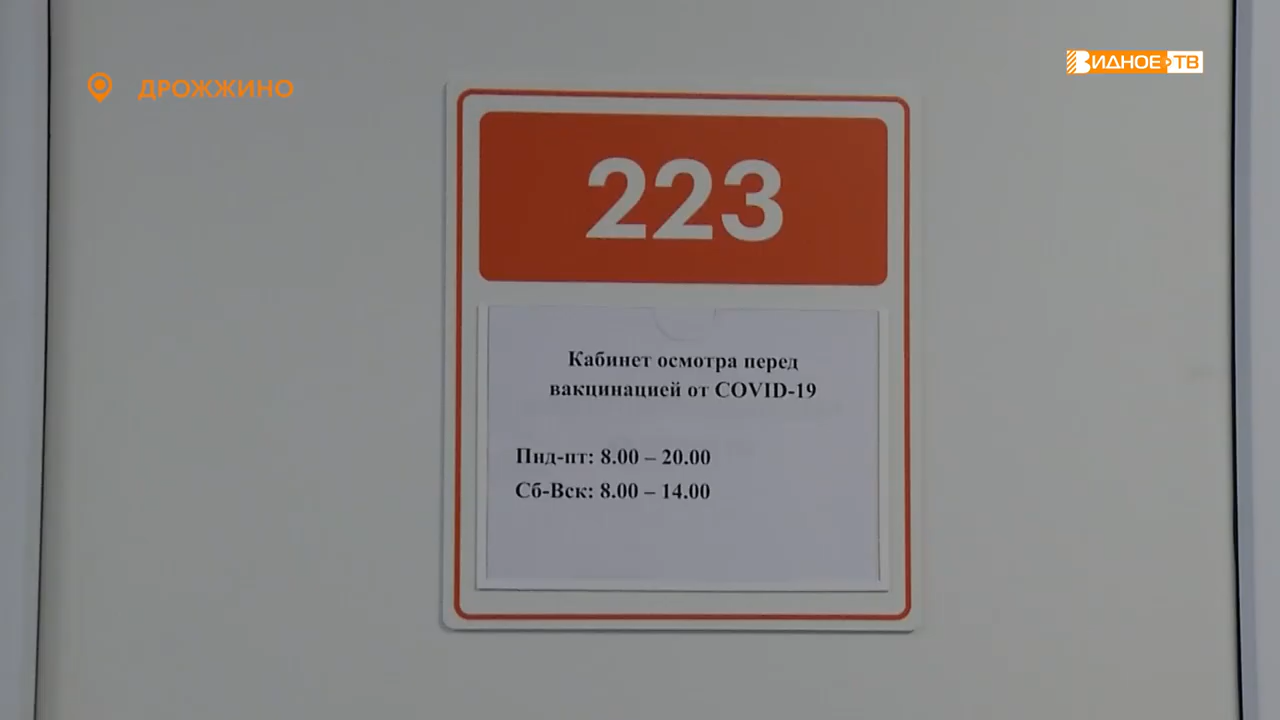 ДРОЖЖИНО
ВИДНОЕ ТВ
223
Кабинет осмотра перед
вакцинацией от COVID-19
Пнд-пт: 8.00 – 20.00
Сб-Вск: 8.00 – 14.00